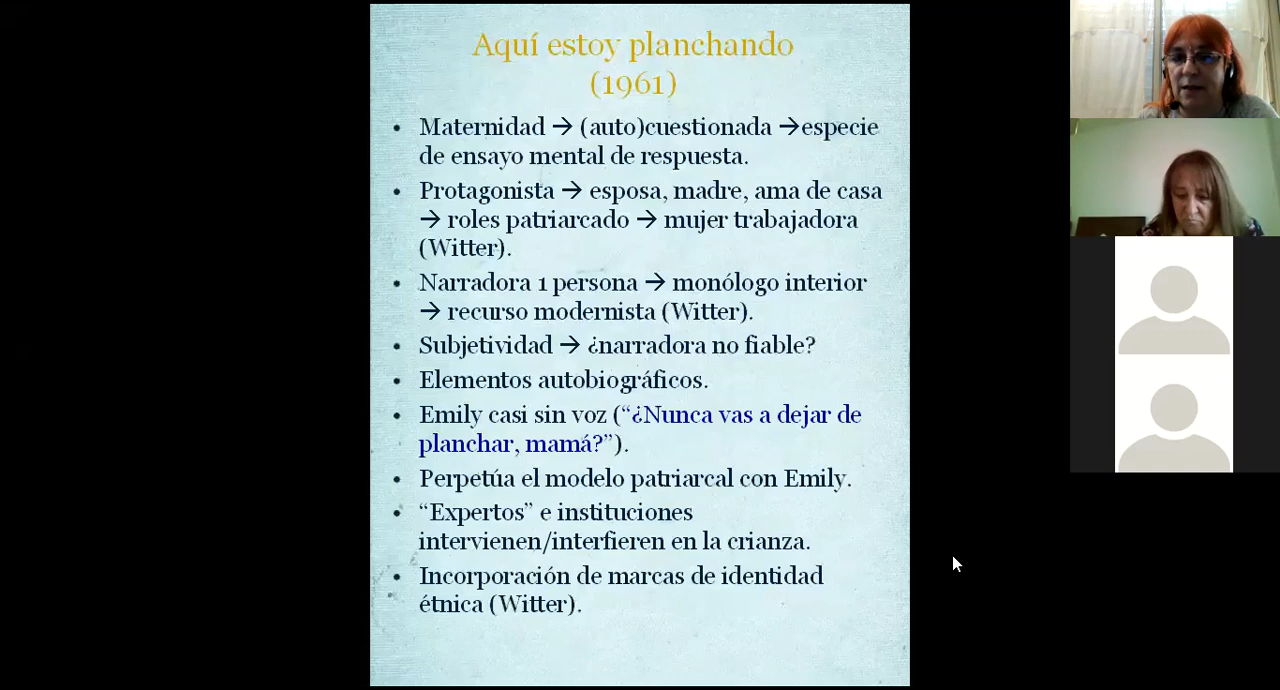 Aquí estoy planchando
(1961)
• Maternidad → (auto)cuestionada →especie
de ensayo mental de respuesta.
• Protagonista → esposa, madre, ama de casa
→ roles patriarcado → mujer trabajadora
(Witter).
• Narradora 1 persona → monólogo interior
→ recurso modernista (Witter).
• Subjetividad → ¿narradora no fiable?
• Elementos autobiográficos.
• Emily casi sin voz (“¿Nunca vas a dejar de
planchar, mamá?”).
• Perpetúa el modelo patriarcal con Emily.
• “Expertos” e instituciones
intervienen/interfieren en la crianza.
• Incorporación de marcas de identidad
étnica (Witter).